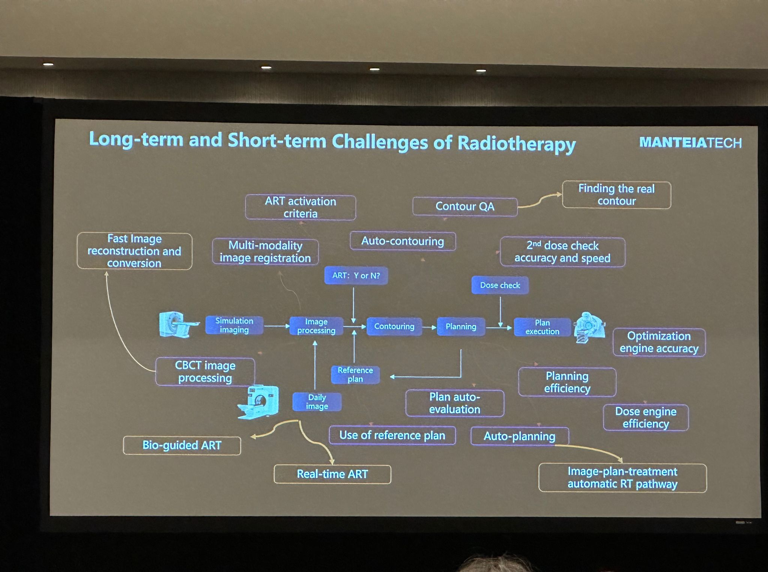 Long-term and Short-term Challenges of Radiotherapy
MANTEIATECH
Finding the real
contour
ART activation
criteria
Contour QA
Fast Image
reconstruction and
conversion
Multi-modality
image registration
Auto-contouring
2nd dose check
accuracy and speed
ART: Y or N?
Dose check
Simulation
imaging
Image
processing
Contouring
Planning
Plan
execution
Optimization
engine accuracy
CBCT image
processing
Reference
plan
Planning
efficiency
Daily
image
Plan auto-
evaluation
Dose engine
efficiency
Bio-guided ART
Use of reference plan
Auto-planning
Real-time ART
Image-plan-treatment
automatic RT pathway